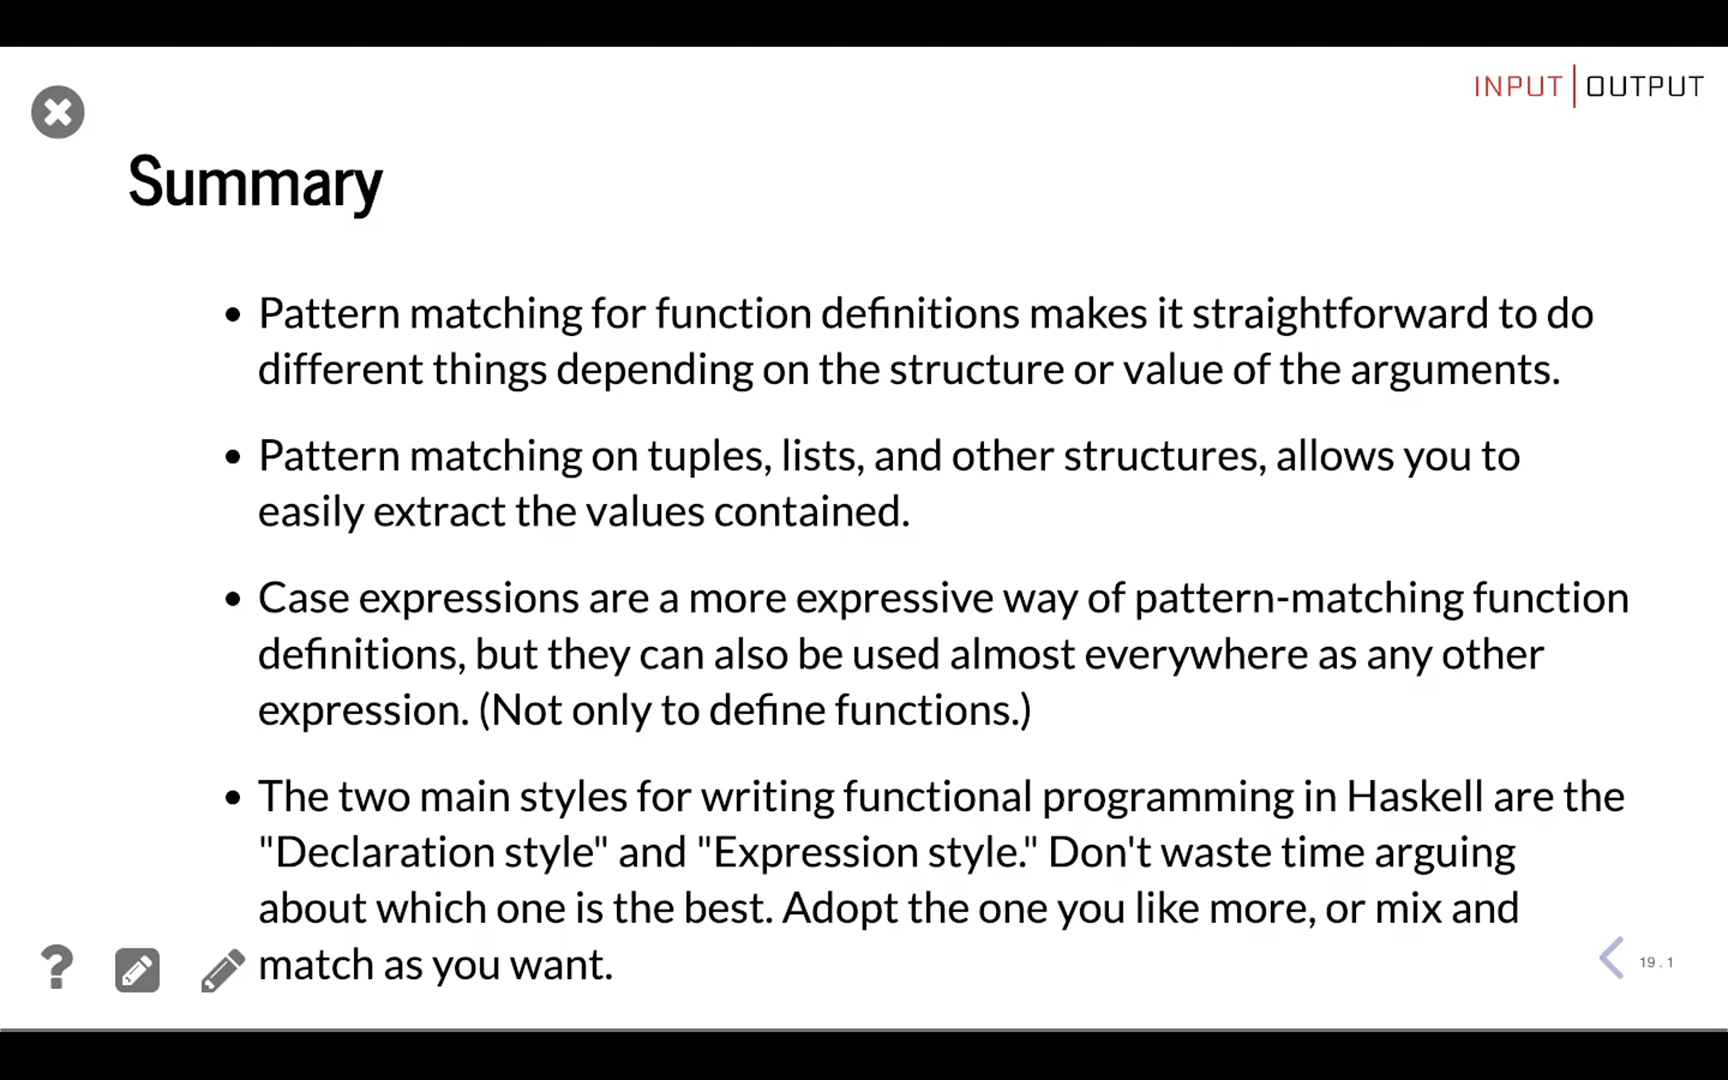 INPUT|OUTPUT
Summary
• Pattern matching for function definitions makes it straightforward to do
different things depending on the structure or value of the arguments.
• Pattern matching on tuples, lists, and other structures, allows you to
easily extract the values contained.
• Case expressions are a more expressive way of pattern-matching function
definitions, but they can also be used almost everywhere as any other
expression. (Not only to define functions.)
• The two main styles for writing functional programming in Haskell are the
"Declaration style" and "Expression style." Don't waste time arguing
about which one is the best. Adopt the one you like more, or mix and
match as you want.
19.1